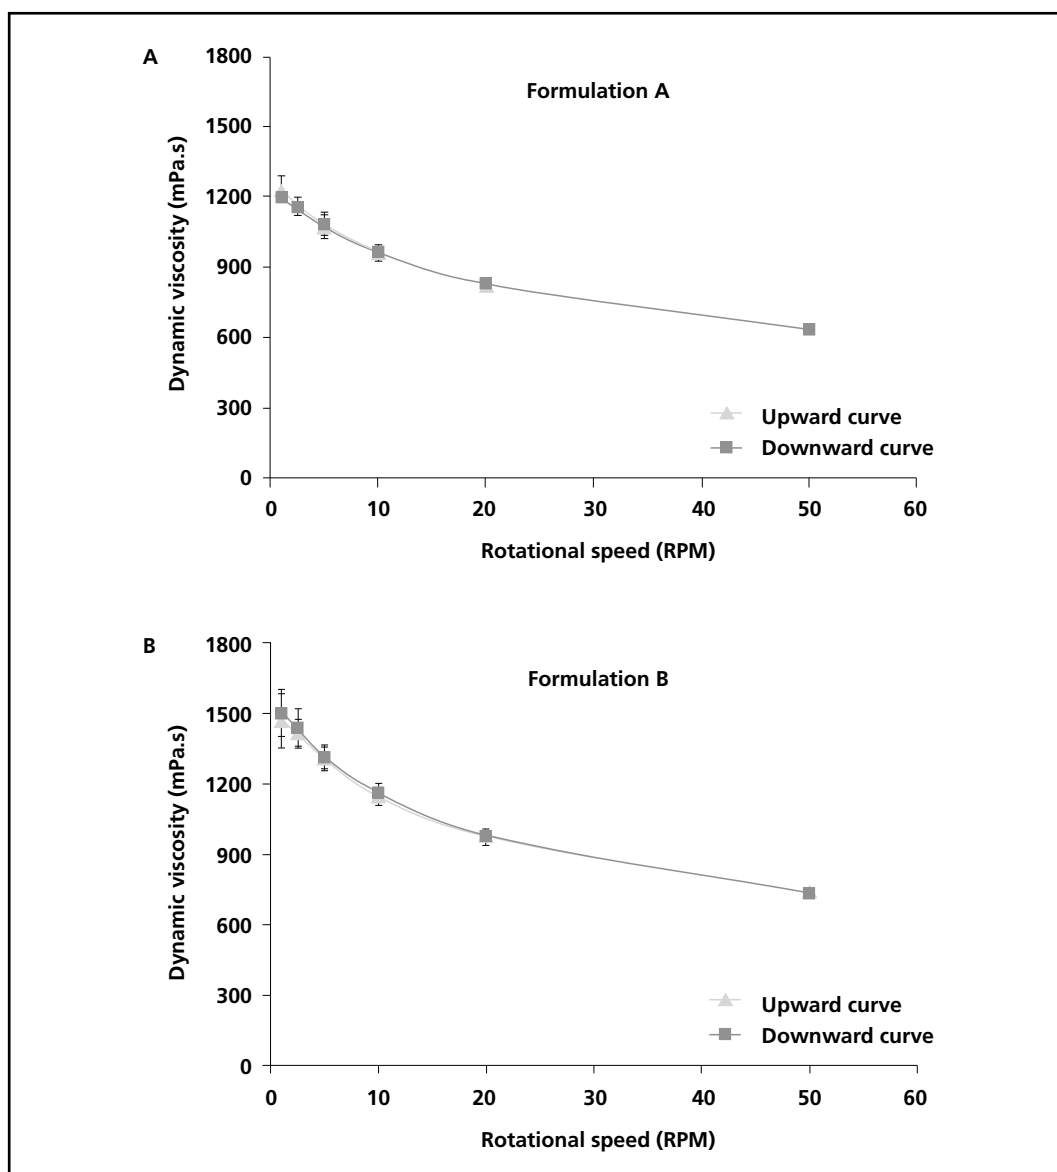 A
Formulation A
Dynamic viscosity (mPa.s)
1800
1500
1200
900
600
300
0
0 10 20 30 40 50 60
Upward curve
Downward curve
Rotational speed (RPM)
B
Formulation B
Dynamic viscosity (mPa.s)
1800
1500
1200
900
600
300
0
0 10 20 30 40 50 60
Upward curve
Downward curve
Rotational speed (RPM)